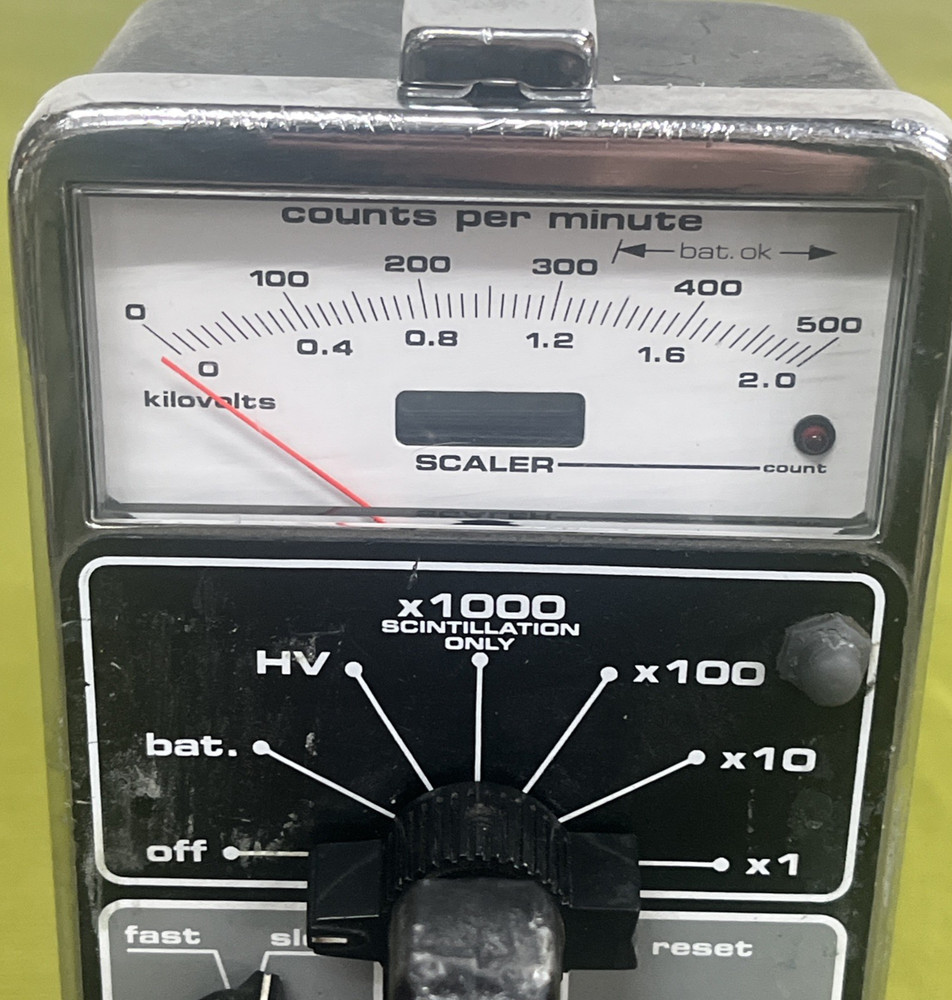 counts per minute
bat. ok
0 100 200 300 400 500
0 0.4 0.8 1.2 1.6 2.0
kilovolts
SCALER
count
x1000
SCINTILLATION
ONLY
HV
x100
bat.
x10
off
x1
fast
reset